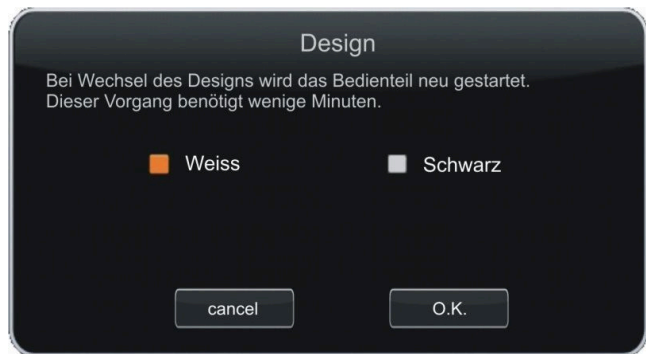 Design
Bei Wechsel des Designs wird das Bedienteil neu gestartet.
Dieser Vorgang benötigt wenige Minuten.
Weiss Schwarz
cancel O.K.